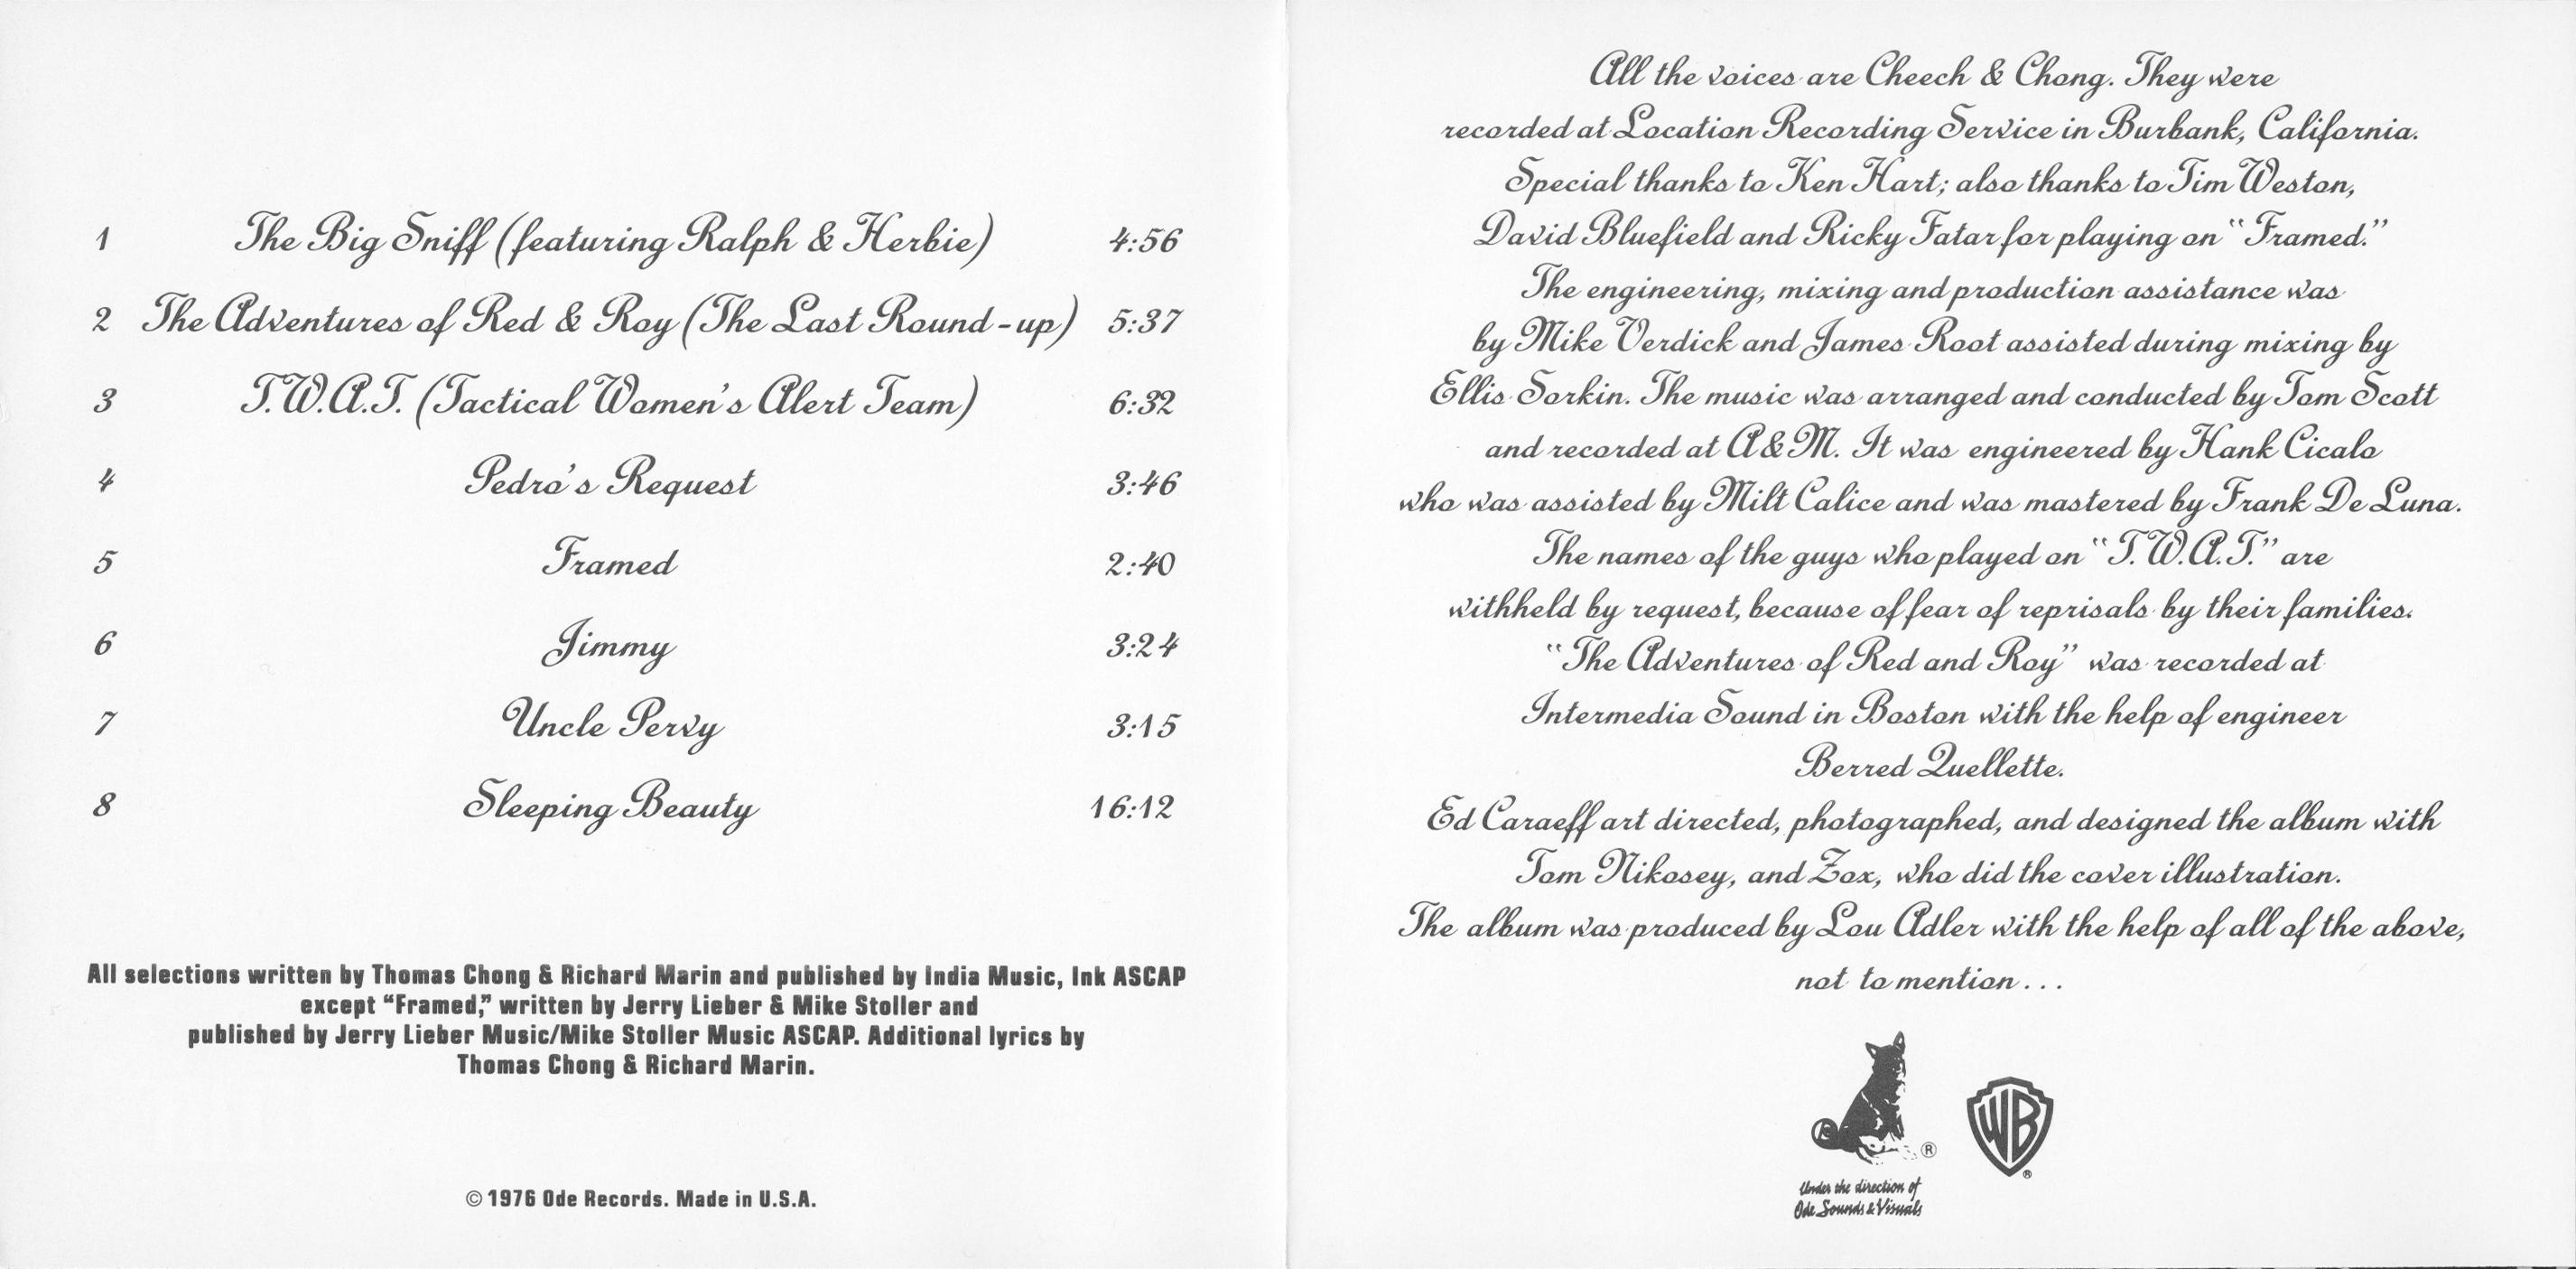 1 The Big Sniff (featuring Ralph & Herbie) 4:56
2 The Adventures of Red & Roy (The Last Round-up) 5:37
3 T.W.A.T. (Tactical Women's Alert Team) 6:32
4 Pedro's Request 3:46
5 Framed 2:40
6 Jimmy 3:24
7 Uncle Pervy 3:15
8 Sleeping Beauty 16:12
All selections written by Thomas Chong & Richard Marin and published by India Music, Ink ASCAP
except “Framed,” written by Jerry Lieber & Mike Stoller and
published by Jerry Lieber Music/Mike Stoller Music ASCAP. Additional lyrics by
Thomas Chong & Richard Marin.
© 1976 Ode Records. Made in U.S.A.
All the voices are Cheech & Chong. They were
recorded at Location Recording Service in Burbank, California.
Special thanks to Ken Hart; also thanks to Tim Weston,
David Bluefield and Ricky Fatar for playing on “Framed.”
The engineering, mixing and production assistance was
by Mike Verdick and James Root assisted during mixing by
Ellis Sorkin. The music was arranged and conducted by Tom Scott
and recorded at A&M. It was engineered by Hank Cicalo
who was assisted by Milt Calice and was mastered by Frank De Luna.
The names of the guys who played on “T.W.A.T.” are
withheld by request, because of fear of reprisals by their families.
“The Adventures of Red and Roy” was recorded at
Intermedia Sound in Boston with the help of engineer
Berred Quellette.
Ed Caraeff art directed, photographed, and designed the album with
Tom Nikosey, and Zox, who did the cover illustration.
The album was produced by Lou Adler with the help of all of the above,
not to mention . . .
®
WB
®
Under the direction of
Ode Sounds & Visuals